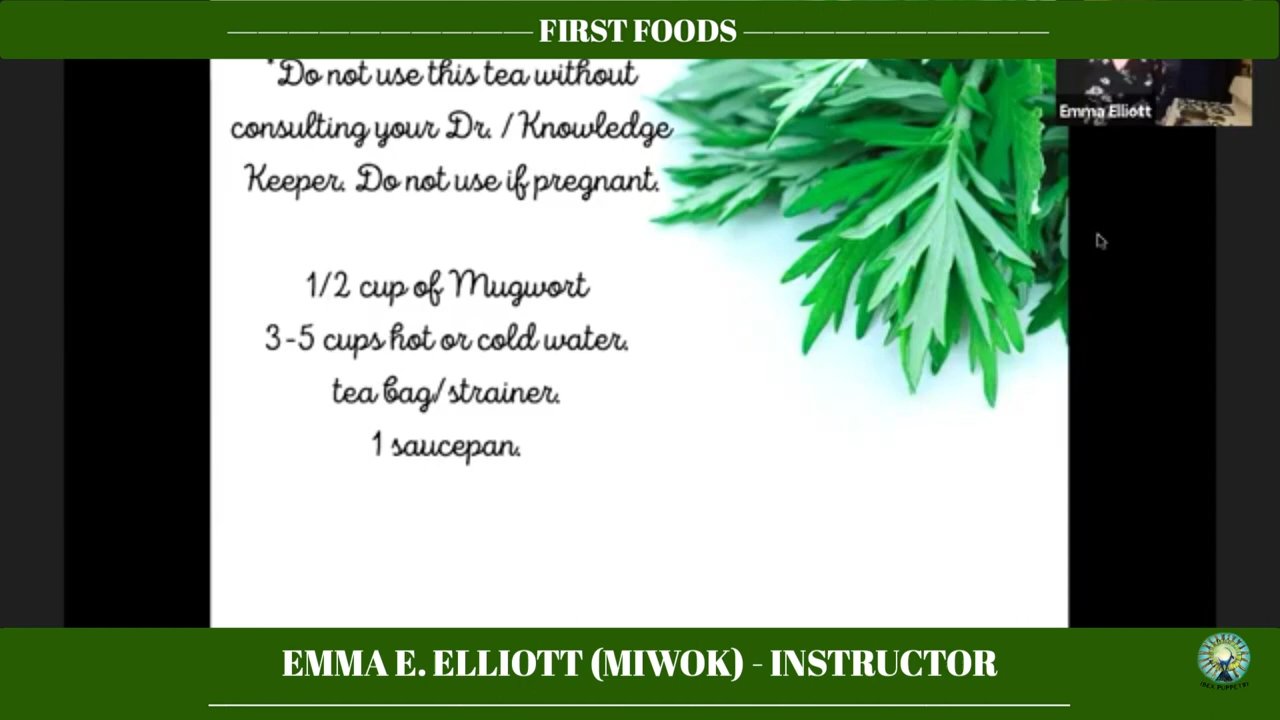 FIRST FOODS
*Do not use this tea without
consulting your Dr. / Knowledge
Keeper. Do not use if pregnant.
Emma Elliott
1/2 cup of Mugwort
3-5 cups hot or cold water.
tea bag/strainer.
1 saucepan.
EMMA E. ELLIOTT (MIWOK) - INSTRUCTOR